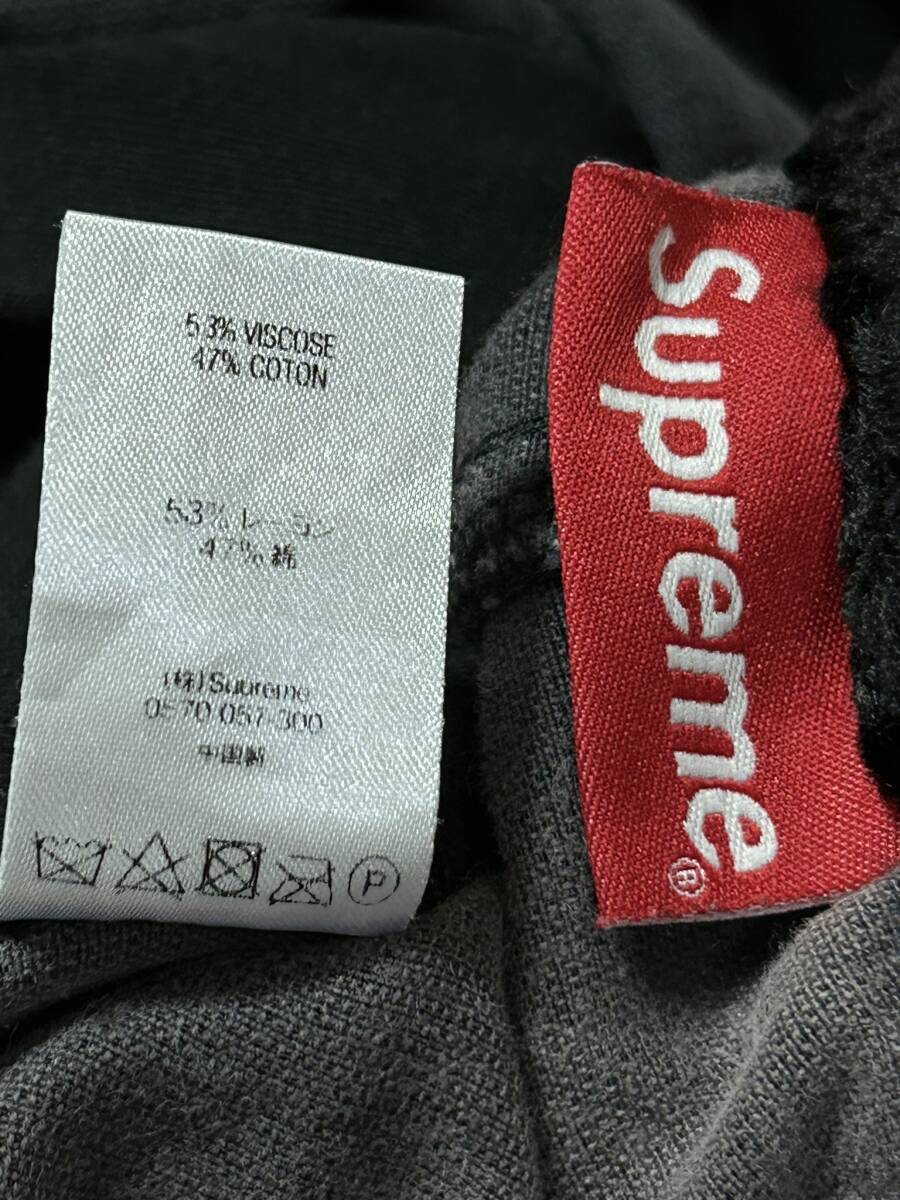 53% VISCOSE
47% COTON
53% レーヨン
47% 綿
(株)Supreme
0570 057-300
中国製
P
Supreme®